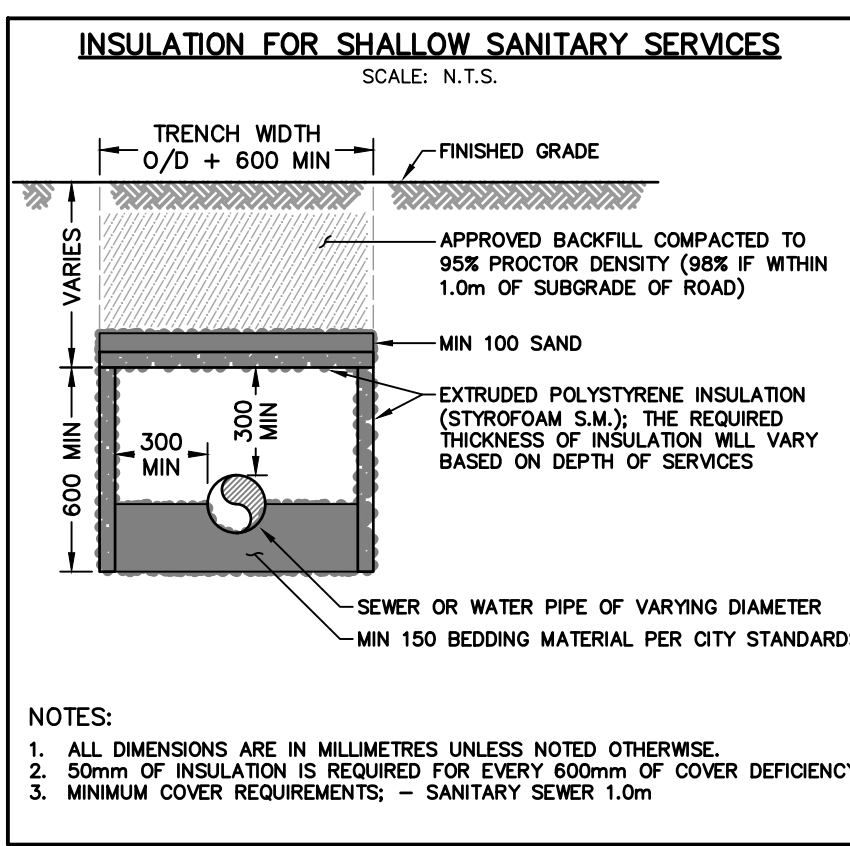 INSULATION FOR SHALLOW SANITARY SERVICES
SCALE: N.T.S.
TRENCH WIDTH
O/D + 600 MIN
FINISHED GRADE
VARIES
APPROVED BACKFILL COMPACTED TO
95% PROCTOR DENSITY (98% IF WITHIN
1.0m OF SUBGRADE OF ROAD)
MIN 100 SAND
EXTRUDED POLYSTYRENE INSULATION
(STYROFOAM S.M.); THE REQUIRED
THICKNESS OF INSULATION WILL VARY
BASED ON DEPTH OF SERVICES
600 MIN
300
MIN
300
MIN
SEWER OR WATER PIPE OF VARYING DIAMETER
MIN 150 BEDDING MATERIAL PER CITY STANDARDS
NOTES:
1. ALL DIMENSIONS ARE IN MILLIMETRES UNLESS NOTED OTHERWISE.
2. 50mm OF INSULATION IS REQUIRED FOR EVERY 600mm OF COVER DEFICIENCY
3. MINIMUM COVER REQUIREMENTS; – SANITARY SEWER 1.0m